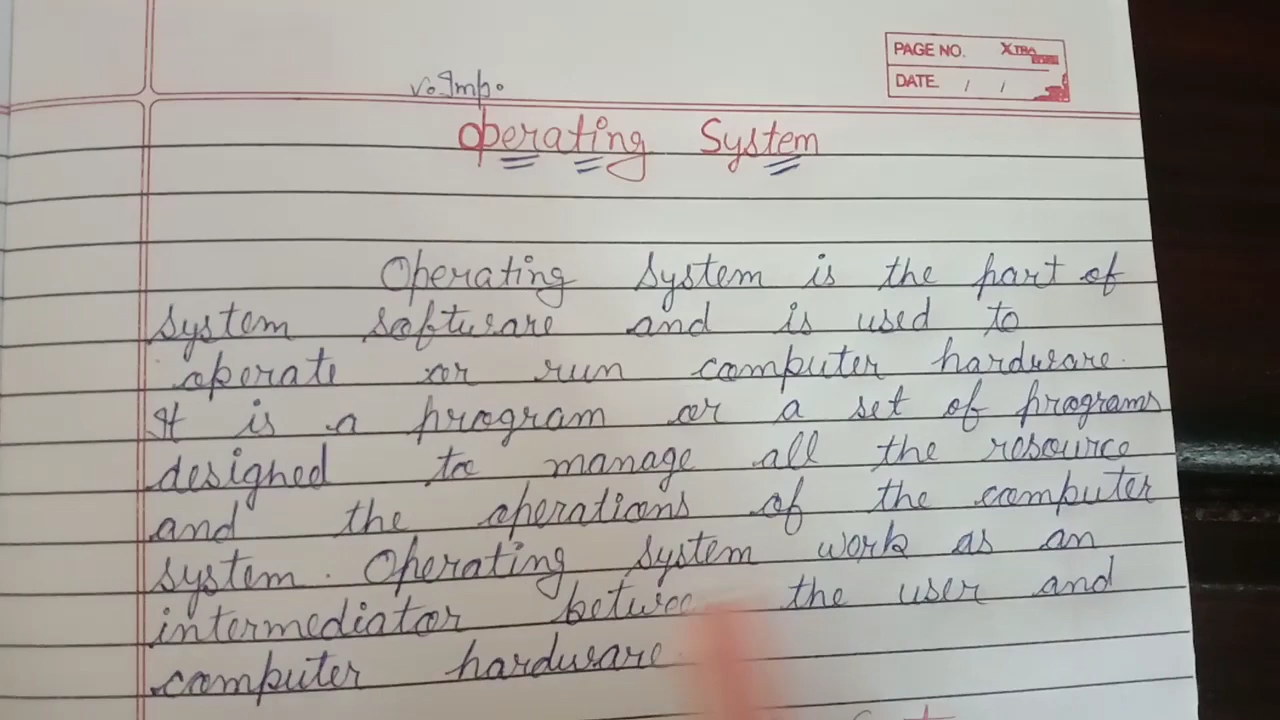 PAGE NO.
DATE / /
V. Imp.
Operating System
Operating System is the part of
system software and is used to
operate or run computer hardware.
It is a program or a set of programs
designed to manage all the resource
and the operations of the computer
system. Operating system work as an
intermediator the user and
computer hardware.